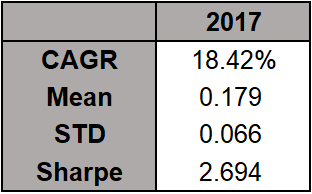 2017
CAGR 18.42%
Mean 0.179
STD 0.066
Sharpe 2.694